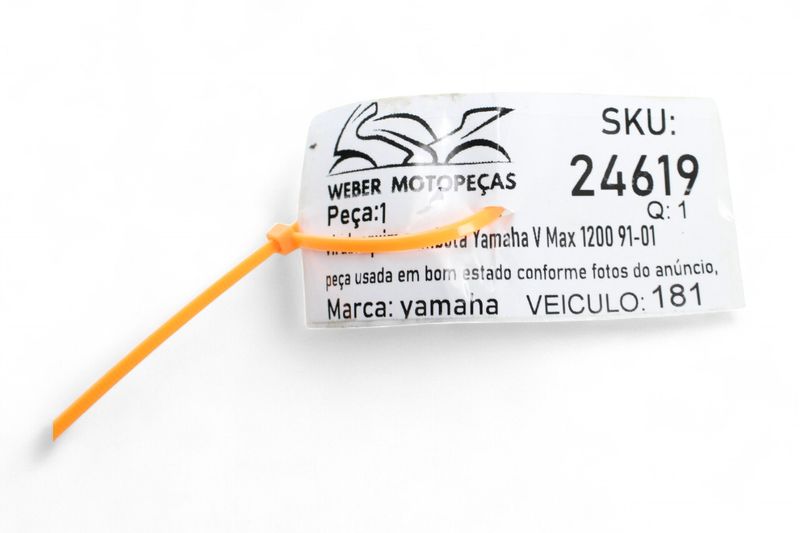 WEBER MOTOPEÇAS
SKU:
24619
Peça:1
Q: 1
Yamaha V Max 1200 91-01
peça usada em bom estado conforme fotos do anúncio,
Marca: yamaha VEICULO: 181